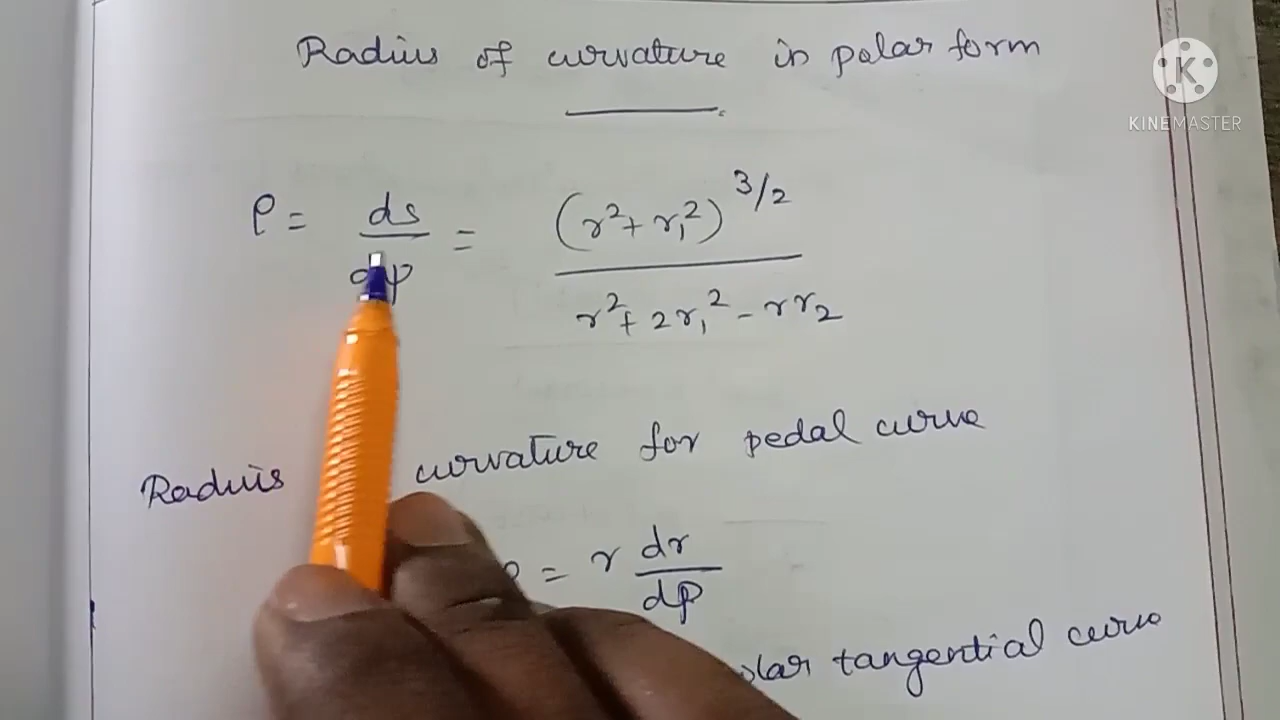 Radius of curvature in polar form
K
KINEMASTER
ρ = ds/dψ = (r²+ r₁²)^3/2 / r²+ 2r₁² - rr₂
Radius curvature for pedal curve
= r dr/dp
tangential curve